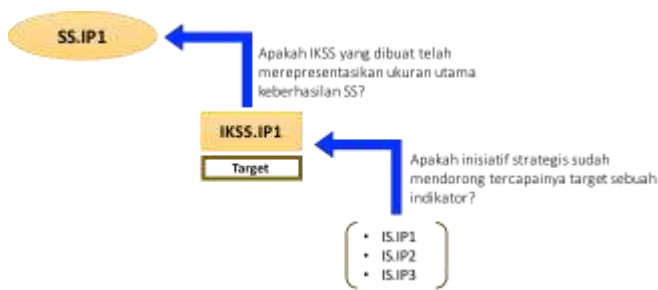 SS.IP1
Apakah IKSS yang dibuat telah
merepresentasikan ukuran utama
keberhasilan SS?
IKSS.IP1
Target
Apakah inisiatif strategis sudah
mendorong tercapainya target sebuah
indikator?
• IS.IP1
• IS.IP2
• IS.IP3